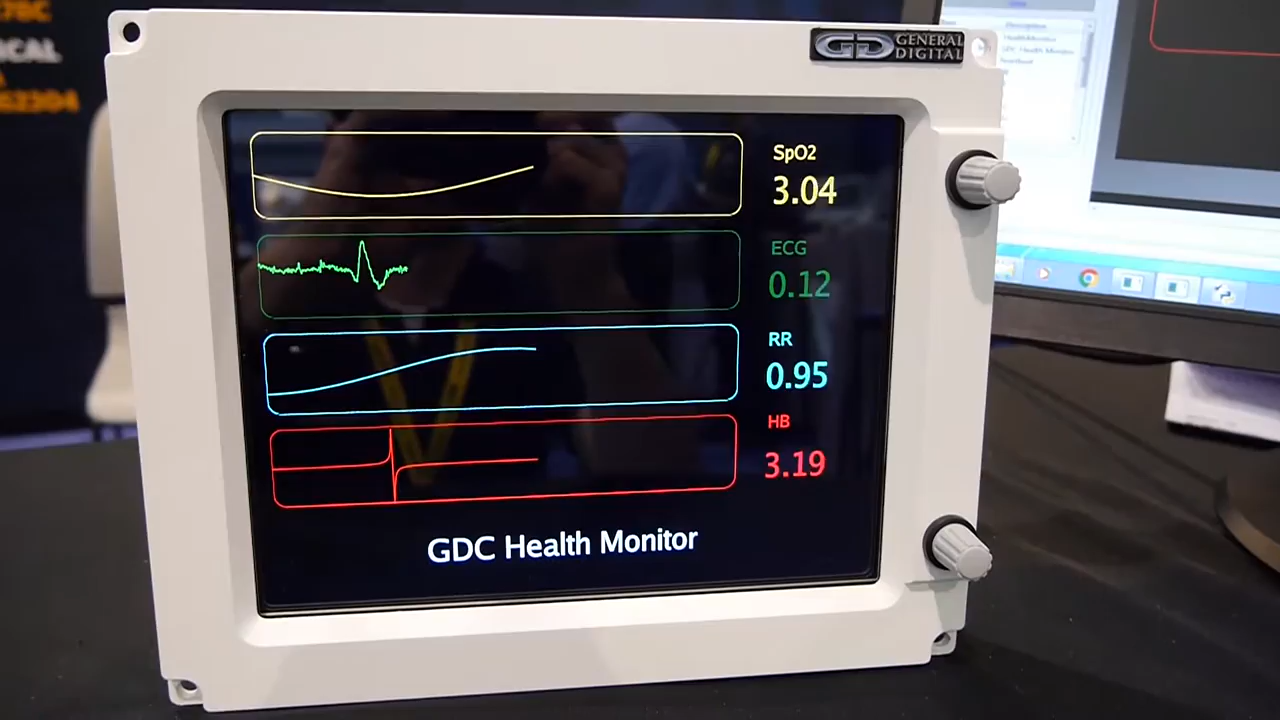 GENERAL
DIGITAL
SpO2
3.04
ECG
0.12
RR
0.95
HB
3.19
GDC Health Monitor